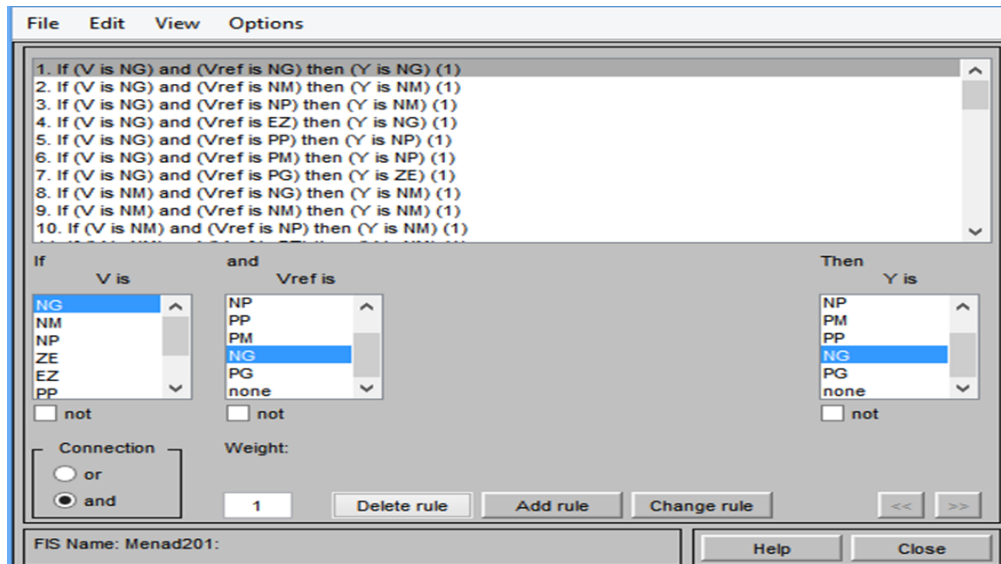 File Edit View Options
1. If (V is NG) and (Vref is NG) then (Y is NG) (1)
2. If (V is NG) and (Vref is NM) then (Y is NM) (1)
3. If (V is NG) and (Vref is NP) then (Y is NM) (1)
4. If (V is NG) and (Vref is EZ) then (Y is NG) (1)
5. If (V is NG) and (Vref is PP) then (Y is NP) (1)
6. If (V is NG) and (Vref is PM) then (Y is NP) (1)
7. If (V is NG) and (Vref is PG) then (Y is ZE) (1)
8. If (V is NM) and (Vref is NG) then (Y is NM) (1)
9. If (V is NM) and (Vref is NM) then (Y is NM) (1)
10. If (V is NM) and (Vref is NP) then (Y is NM) (1)
If and Then
V is Vref is Y is
NG
NM
NP
ZE
EZ
PP
not
NP
PP
PM
NG
PG
none
not
NP
PM
PP
NG
PG
none
not
Connection
or
and
Weight:
1
Delete rule Add rule Change rule << >>
FIS Name: Menad201:
Help Close